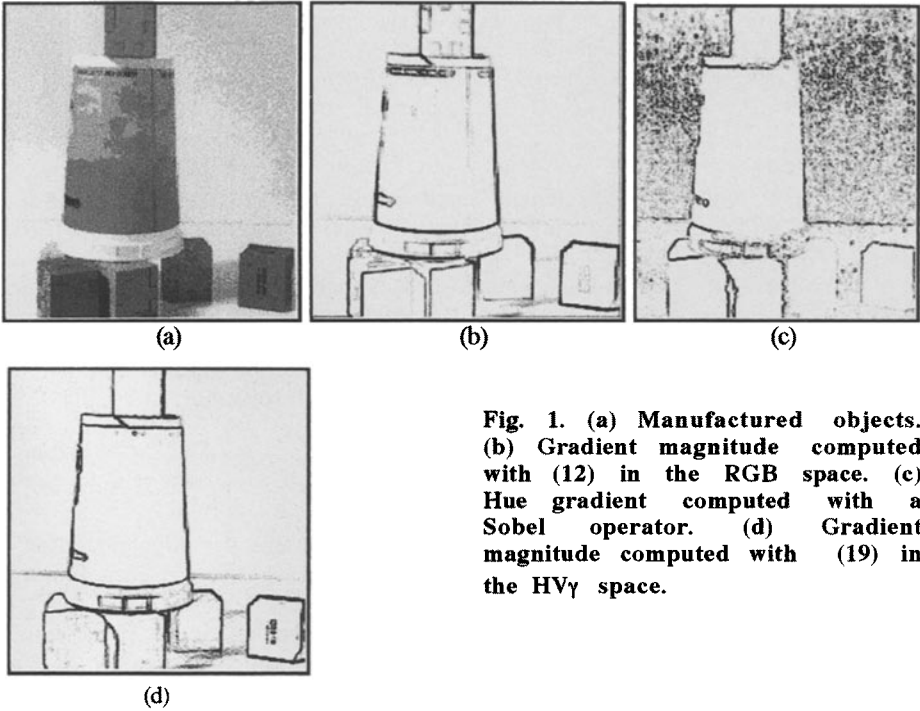 (a)
(b)
(c)
Fig. 1. (a) Manufactured objects.
(b) Gradient magnitude computed
with (12) in the RGB space. (c)
Hue gradient computed with a
Sobel operator. (d) Gradient
magnitude computed with (19) in
the HVγ space.
(d)